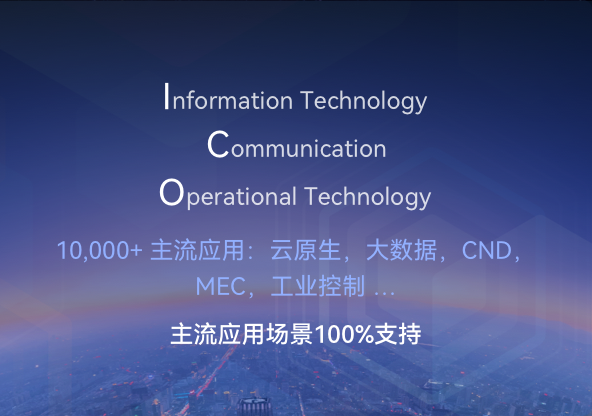 Information Technology
Communication
Operational Technology
10,000+ 主流应用：云原生，大数据，CND，
MEC，工业控制 …
主流应用场景100%支持